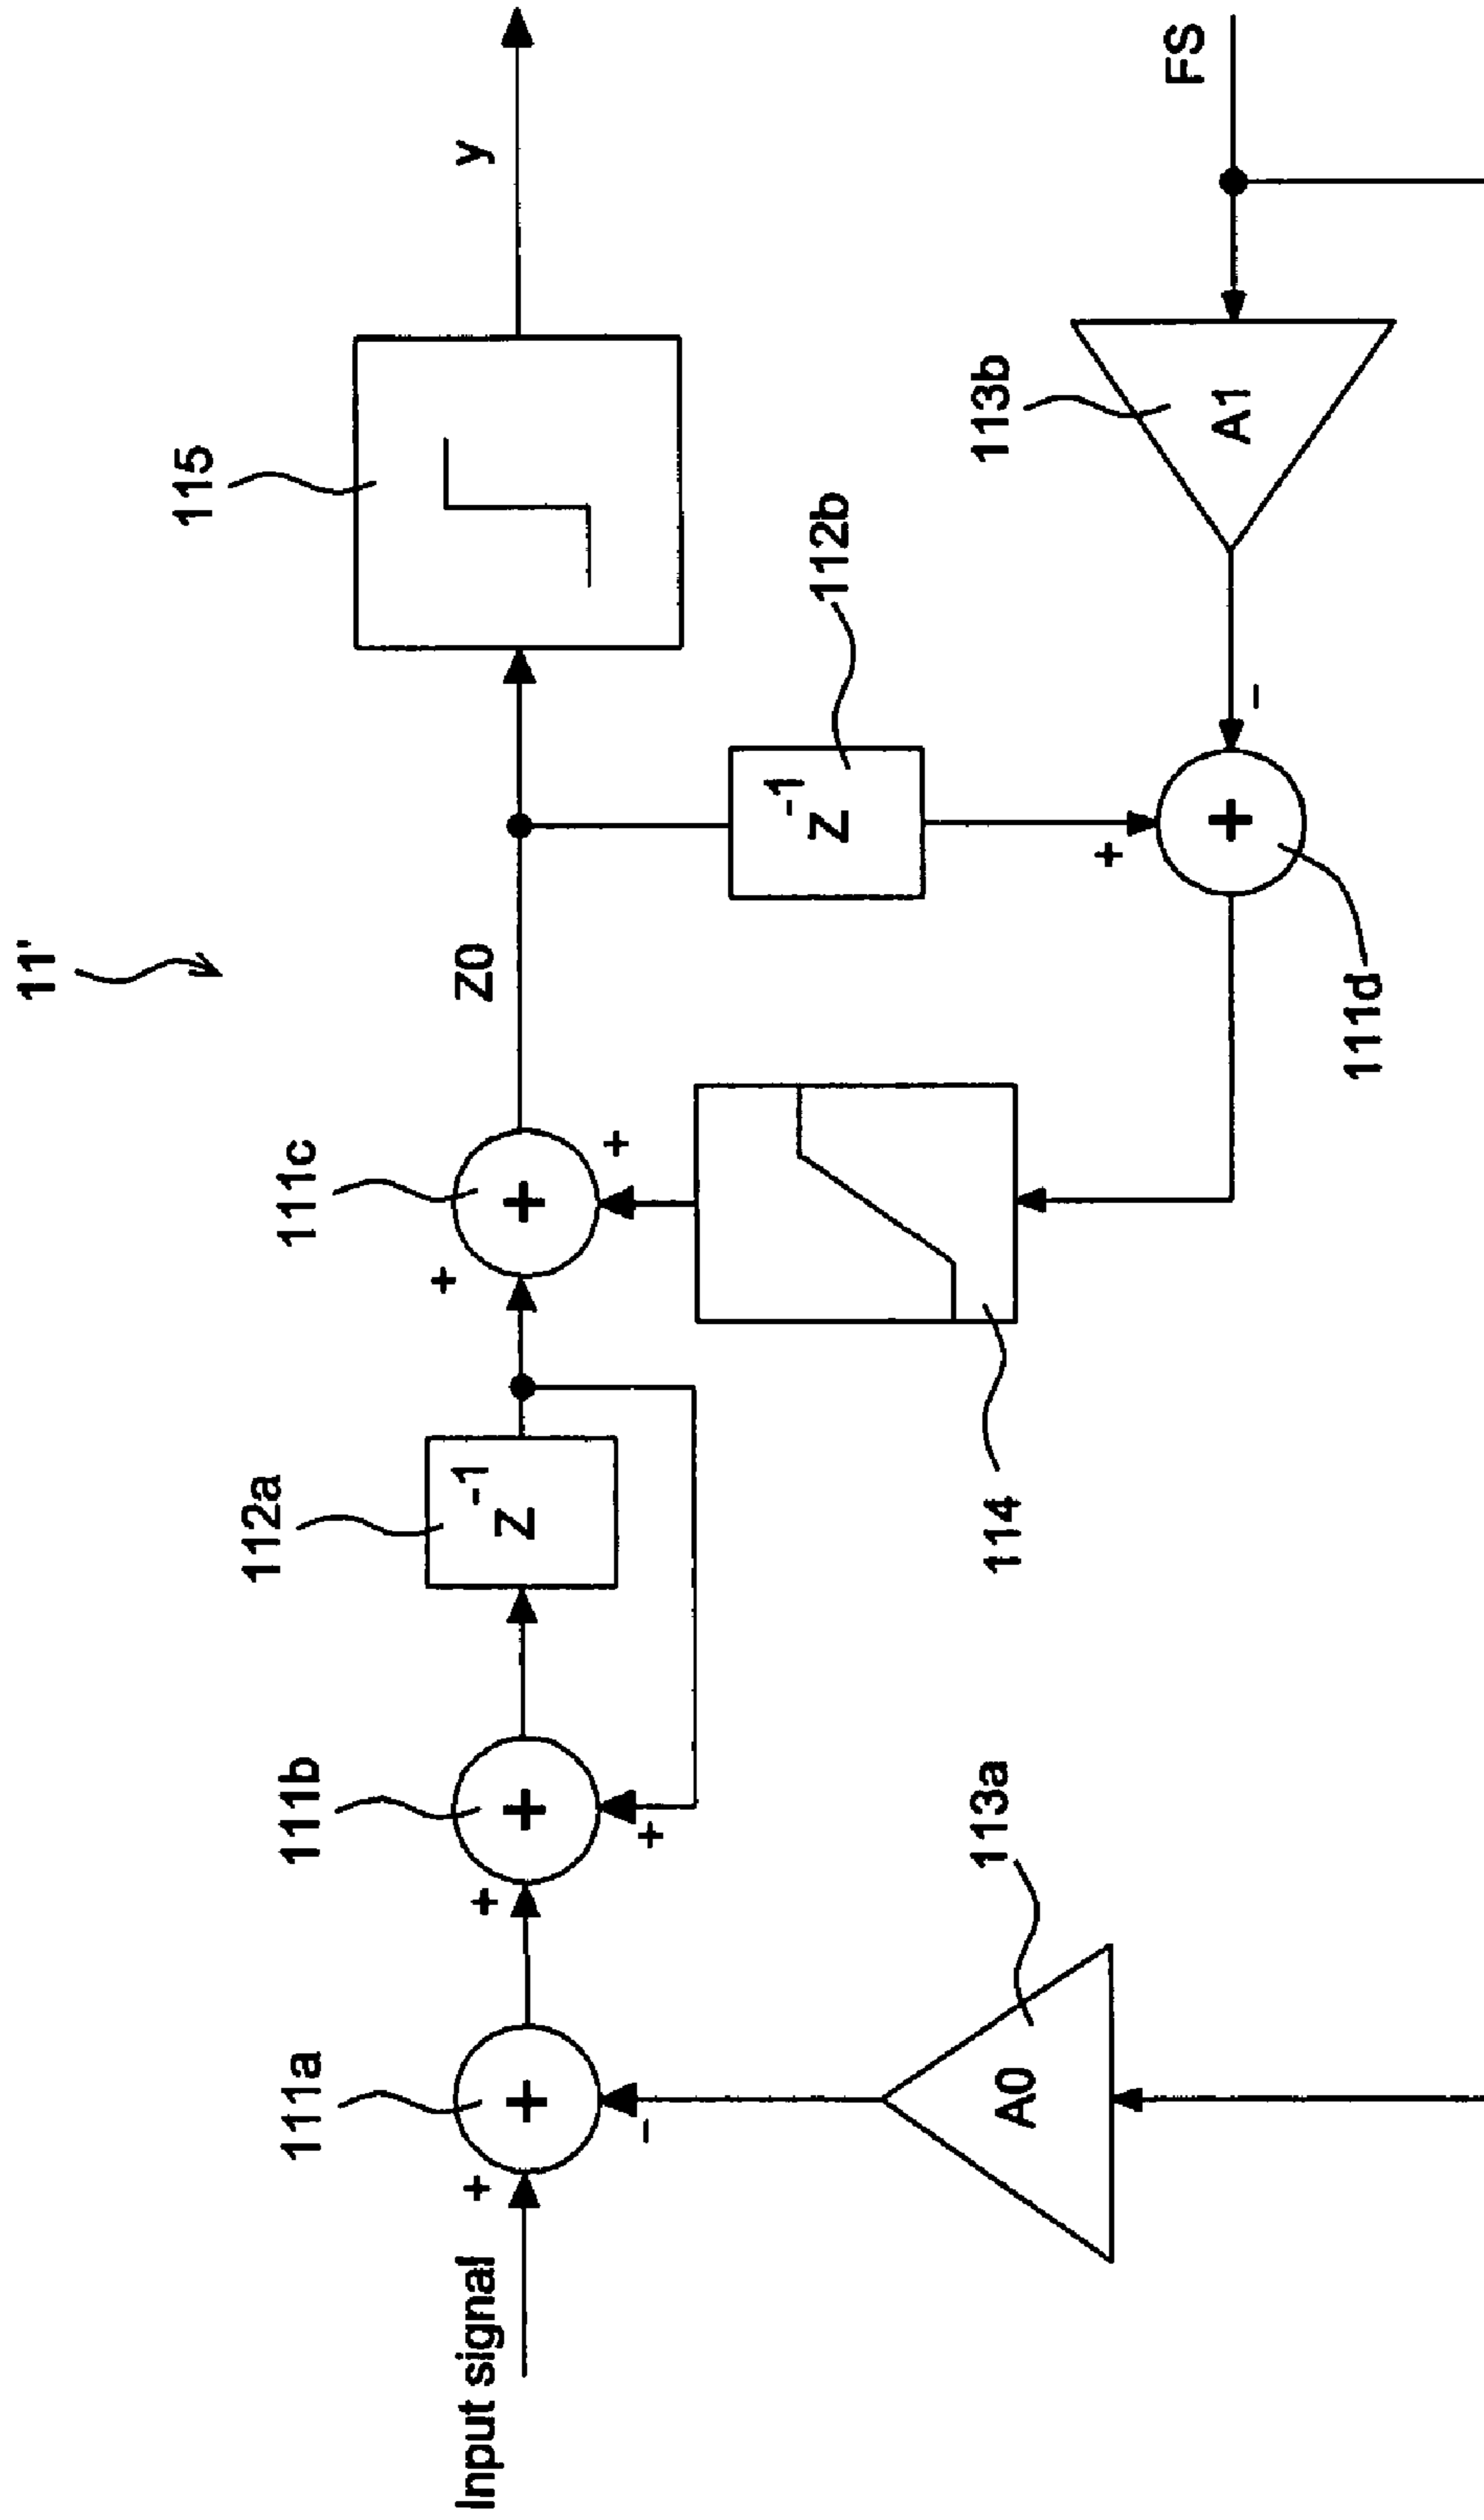 11'
111a
111b
112a
111c
115
Input signal
+
+
+
-
+
+
+
+
+
z-1
+
+
Z0
y
z-1
112b
113a
A0
114
+
-
+
113b
A1
FS
111d